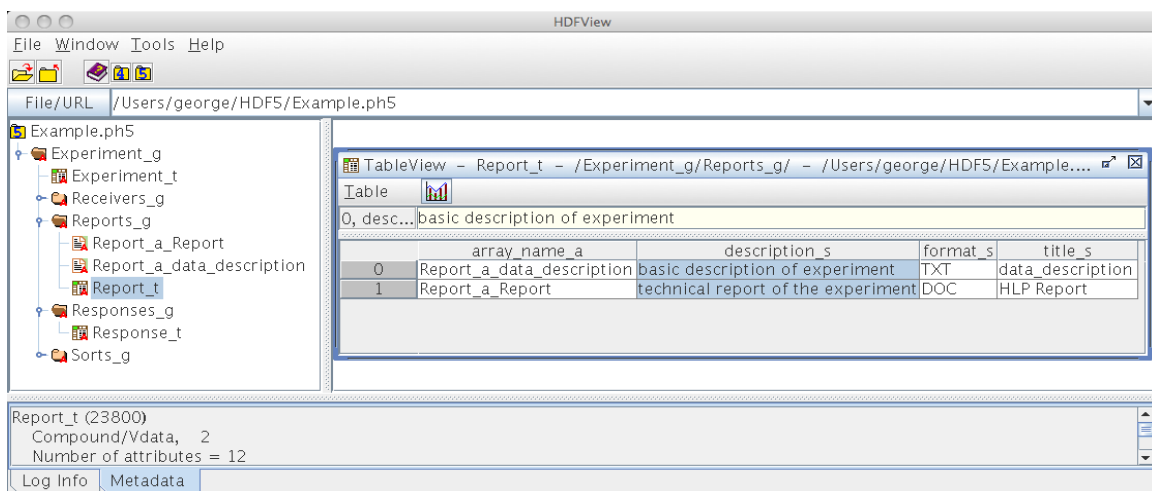 HDFView
File Window Tools Help
File/URL /Users/george/HDF5/Example.ph5
Example.ph5
Experiment_g
Experiment_t
Receivers_g
Reports_g
Report_a_Report
Report_a_data_description
Report_t
Responses_g
Response_t
Sorts_g
TableView - Report_t - /Experiment_g/Reports_g/ - /Users/george/HDF5/Example....
Table
0, desc... basic description of experiment
array_name_a description_s format_s title_s
0 Report_a_data_description basic description of experiment TXT data_description
1 Report_a_Report technical report of the experiment DOC HLP Report
Report_t (23800)
Compound/Vdata, 2
Number of attributes = 12
Log Info Metadata